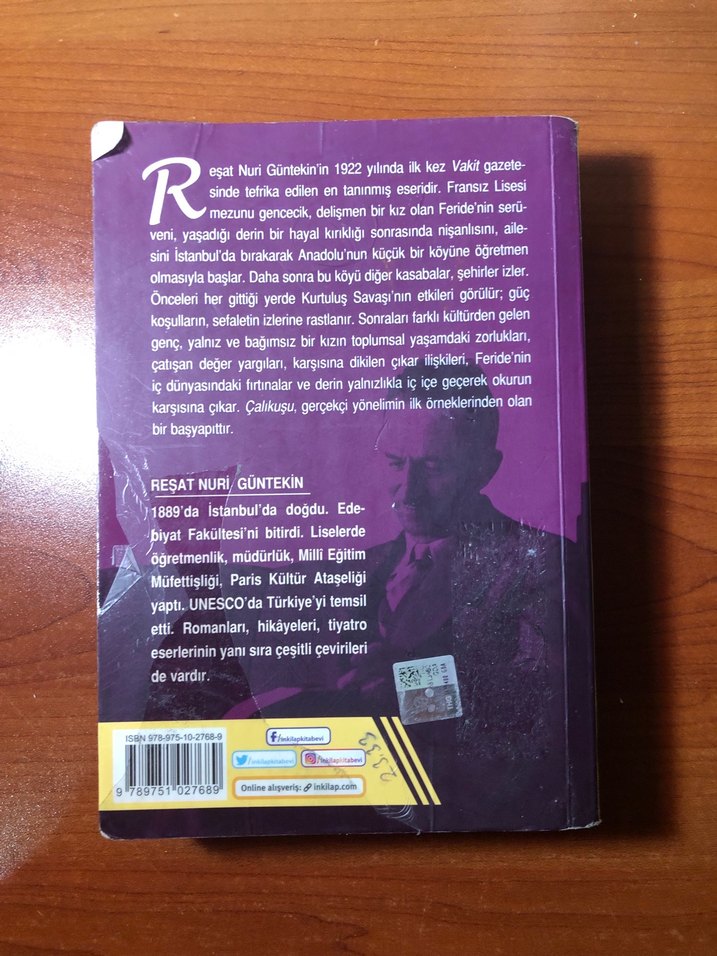 Reşat Nuri Güntekin'in 1922 yılında ilk kez Vakit gazete-
sinde tefrika edilen en tanınmış eseridir. Fransız Lisesi
mezunu gencecik, delişmen bir kız olan Feride'nin serü-
veni, yaşadığı derin bir hayal kırıklığı sonrasında nişanlısını, aile-
sini İstanbul'da bırakarak Anadolu'nun küçük bir köyüne öğretmen
olmasıyla başlar. Daha sonra bu köyü diğer kasabalar, şehirler izler.
Önceleri her gittiği yerde Kurtuluş Savaşı'nın etkileri görülür; güç
koşulların, sefaletin izlerine rastlanır. Sonraları farklı kültürden gelen
genç, yalnız ve bağımsız bir kızın toplumsal yaşamdaki zorlukları,
çatışan değer yargıları, karşısına dikilen çıkar ilişkileri, Feride'nin
iç dünyasındaki fırtınalar ve derin yalnızlıkla iç içe geçerek okurun
karşısına çıkar. Çalıkuşu, gerçekçi yönelimin ilk örneklerinden olan
bir başyapıttır.
REŞAT NURİ GÜNTEKİN
1889'da İstanbul'da doğdu. Ede-
biyat Fakültesi'ni bitirdi. Liselerde
öğretmenlik, müdürlük, Millî Eğitim
Müfettişliği, Paris Kültür Ataşeliği
yaptı. UNESCO'da Türkiye'yi temsil
etti. Romanları, hikâyeleri, tiyatro
eserlerinin yanı sıra çeşitli çevirileri
de vardır.
ISBN 978-975-10-2768-9
9 789751 027689
/inkilapkitabevi
/inkilapkitabevi
/inkilapkitabevi
Online alışveriş: inkilap.com